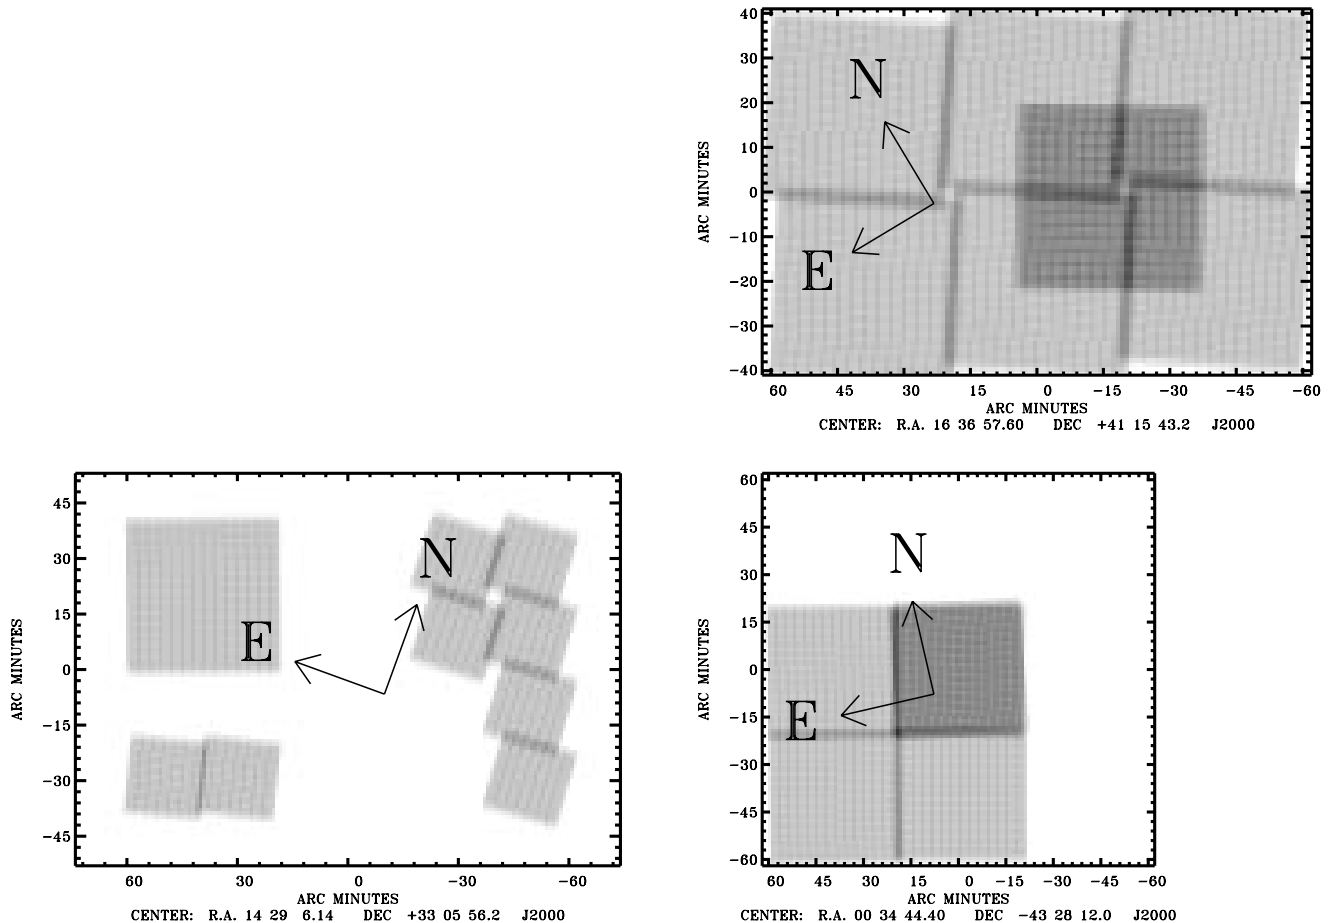 40
30
20
10
0
−10
−20
−30
−40
ARC MINUTES
N
E
60 45 30 15 0 −15 −30 −45 −60
ARC MINUTES
CENTER: R.A. 16 36 57.60 DEC +41 15 43.2 J2000
45
30
15
0
−15
−30
−45
ARC MINUTES
N
E
60 30 0 −30 −60
ARC MINUTES
CENTER: R.A. 14 29 6.14 DEC +33 05 56.2 J2000
60
45
30
15
0
−15
−30
−45
−60
ARC MINUTES
N
E
60 45 30 15 0 −15 −30 −45 −60
ARC MINUTES
CENTER: R.A. 00 34 44.40 DEC −43 28 12.0 J2000